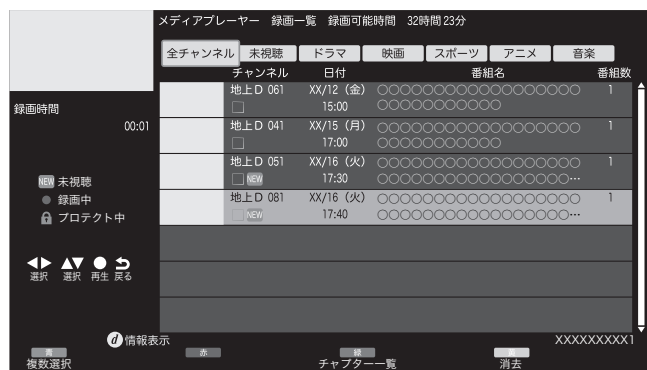 メディアプレーヤー 録画一覧 録画可能時間 32時間23分
全チャンネル 未視聴 ドラマ 映画 スポーツ アニメ 音楽
チャンネル 日付 番組名 番組数
地上D 061 XX/12（金） ○○○○○○○○○○○○○○○○○○ 1
15:00 ○○○○○○○○○○○
録画時間
00:01
地上D 041 XX/15（月） ○○○○○○○○○○○○○○○○○○ 1
17:00 ○○○○○○○○○○○
地上D 051 XX/16（火） ○○○○○○○○○○○○○○○○○○ 1
NEW 17:30 ○○○○○○○○○○○○○○○○○…
地上D 081 XX/16（火） ○○○○○○○○○○○○○○○○○○ 1
NEW 17:40 ○○○○○○○○○○○○○○○○○…
NEW 未視聴
録画中
プロテクト中
選択 選択 再生 戻る
d 情報表示
XXXXXXXXX1
青 赤 緑
複数選択 チャプター一覧 消去